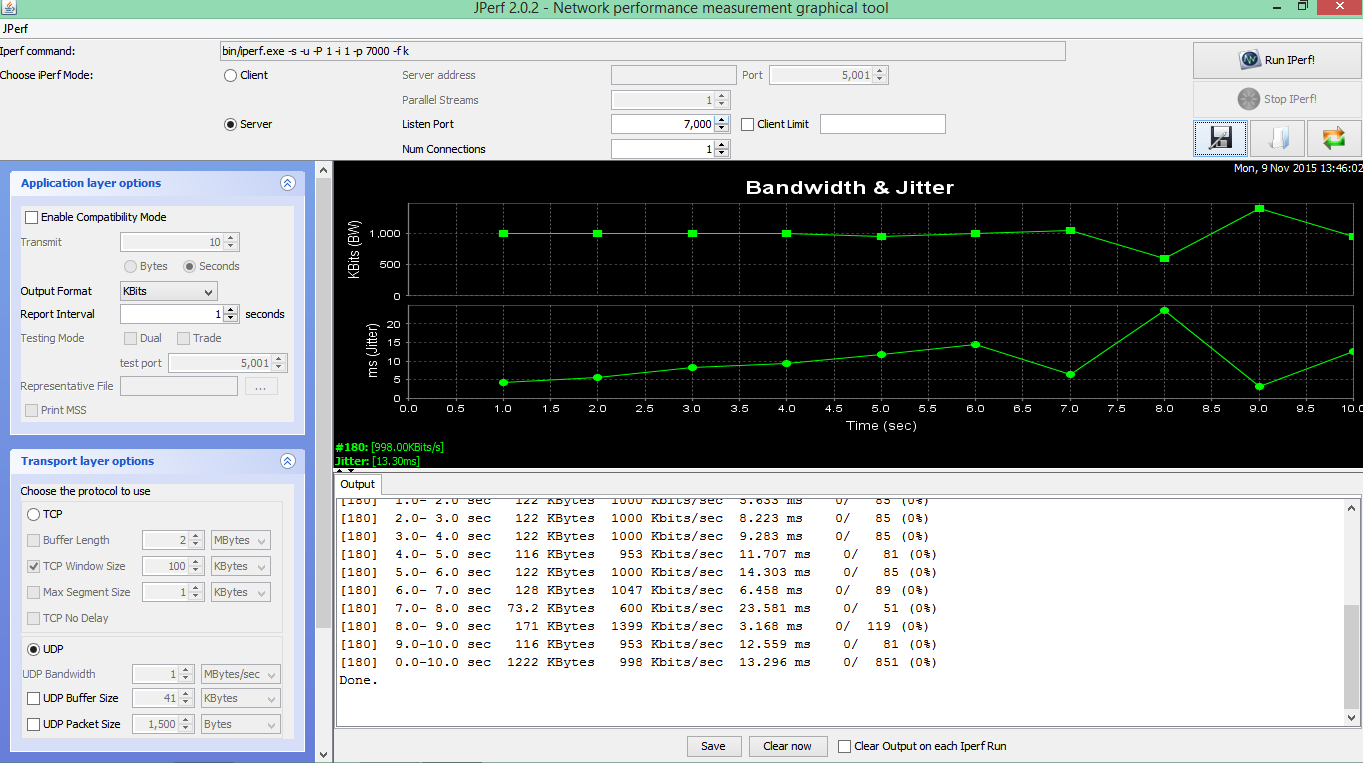 JPerf 2.0.2 - Network performance measurement graphical tool
JPerf
Iperf command: bin/iperf.exe -s -u -P 1 -i 1 -p 7000 -f k
Choose iPerf Mode: Client Server address Port 5,001
Parallel Streams 1
Server Listen Port 7,000 Client Limit
Num Connections 1
Run IPerf!
Stop IPerf!
Application layer options
Enable Compatibility Mode
Transmit 10
Bytes Seconds
Output Format KBits
Report Interval 1 seconds
Testing Mode Dual Trade
test port 5,001
Representative File ...
Print MSS
Transport layer options
Choose the protocol to use
TCP
Buffer Length 2 MBytes
TCP Window Size 100 KBytes
Max Segment Size 1 KBytes
TCP No Delay
UDP
UDP Bandwidth 1 MBytes/sec
UDP Buffer Size 41 KBytes
UDP Packet Size 1,500 Bytes
Mon, 9 Nov 2015 13:46:02
Bandwidth & Jitter
KBits (BW)
1,000
500
0
ms (Jitter)
20
15
10
5
0
0.0 0.5 1.0 1.5 2.0 2.5 3.0 3.5 4.0 4.5 5.0 5.5 6.0 6.5 7.0 7.5 8.0 8.5 9.0 9.5 10.0
Time (sec)
#180: [998.00KBits/s]
Jitter: [13.30ms]
Output
[180] 1.0- 2.0 sec 122 KBytes 1000 Kbits/sec 5.633 ms 0/ 85 (0%)
[180] 2.0- 3.0 sec 122 KBytes 1000 Kbits/sec 8.223 ms 0/ 85 (0%)
[180] 3.0- 4.0 sec 122 KBytes 1000 Kbits/sec 9.283 ms 0/ 85 (0%)
[180] 4.0- 5.0 sec 116 KBytes 953 Kbits/sec 11.707 ms 0/ 81 (0%)
[180] 5.0- 6.0 sec 122 KBytes 1000 Kbits/sec 14.303 ms 0/ 85 (0%)
[180] 6.0- 7.0 sec 128 KBytes 1047 Kbits/sec 6.458 ms 0/ 89 (0%)
[180] 7.0- 8.0 sec 73.2 KBytes 600 Kbits/sec 23.581 ms 0/ 51 (0%)
[180] 8.0- 9.0 sec 171 KBytes 1399 Kbits/sec 3.168 ms 0/ 119 (0%)
[180] 9.0-10.0 sec 116 KBytes 953 Kbits/sec 12.559 ms 0/ 81 (0%)
[180] 0.0-10.0 sec 1222 KBytes 998 Kbits/sec 13.296 ms 0/ 851 (0%)
Done.
Save Clear now Clear Output on each Iperf Run